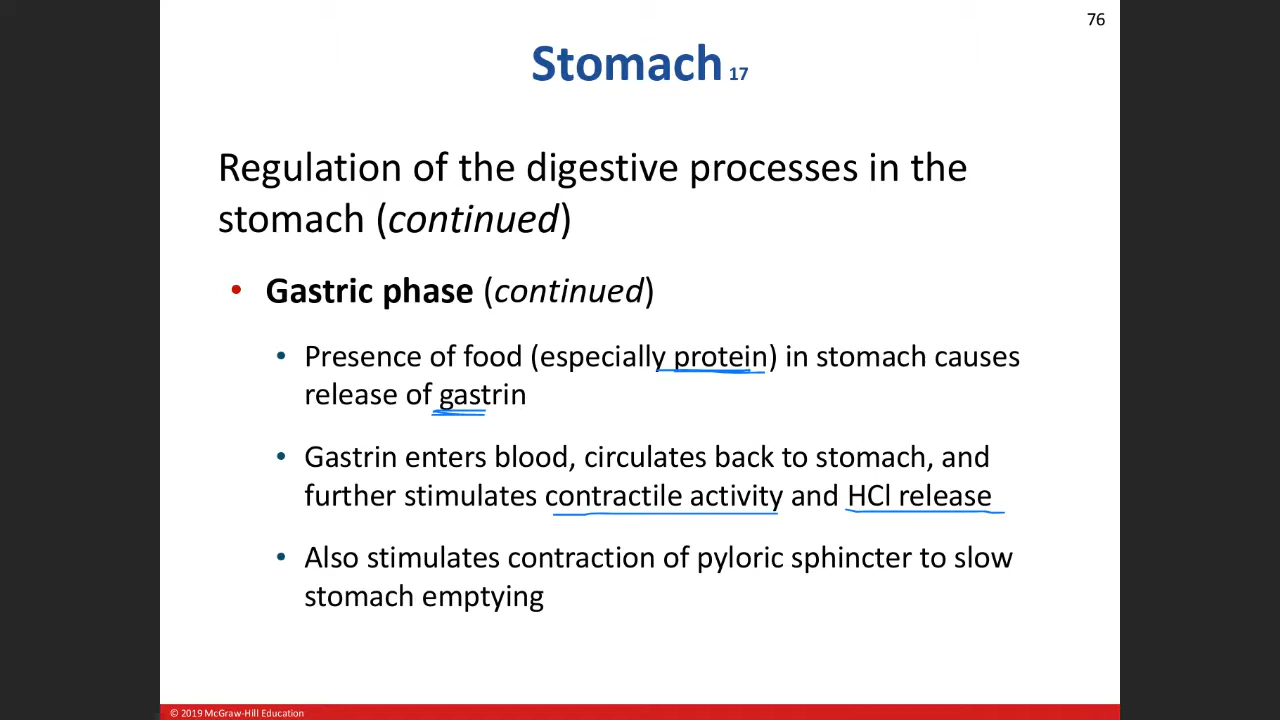 76
Stomach 17
Regulation of the digestive processes in the
stomach (continued)
• Gastric phase (continued)
• Presence of food (especially protein) in stomach causes
release of gastrin
• Gastrin enters blood, circulates back to stomach, and
further stimulates contractile activity and HCl release
• Also stimulates contraction of pyloric sphincter to slow
stomach emptying
© 2019 McGraw-Hill Education